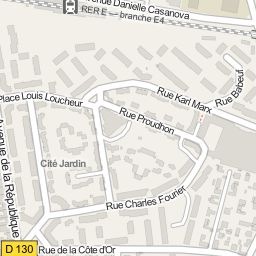 Avenue Danielle Casanova
RER E — branche E4
Rue Karl Marx
Rue Babeuf
Place Louis Loucheur
Rue Proudhon
Avenue de la République
Cité Jardin
Rue Charles Fourier
D 130
Rue de la Côte d'Or